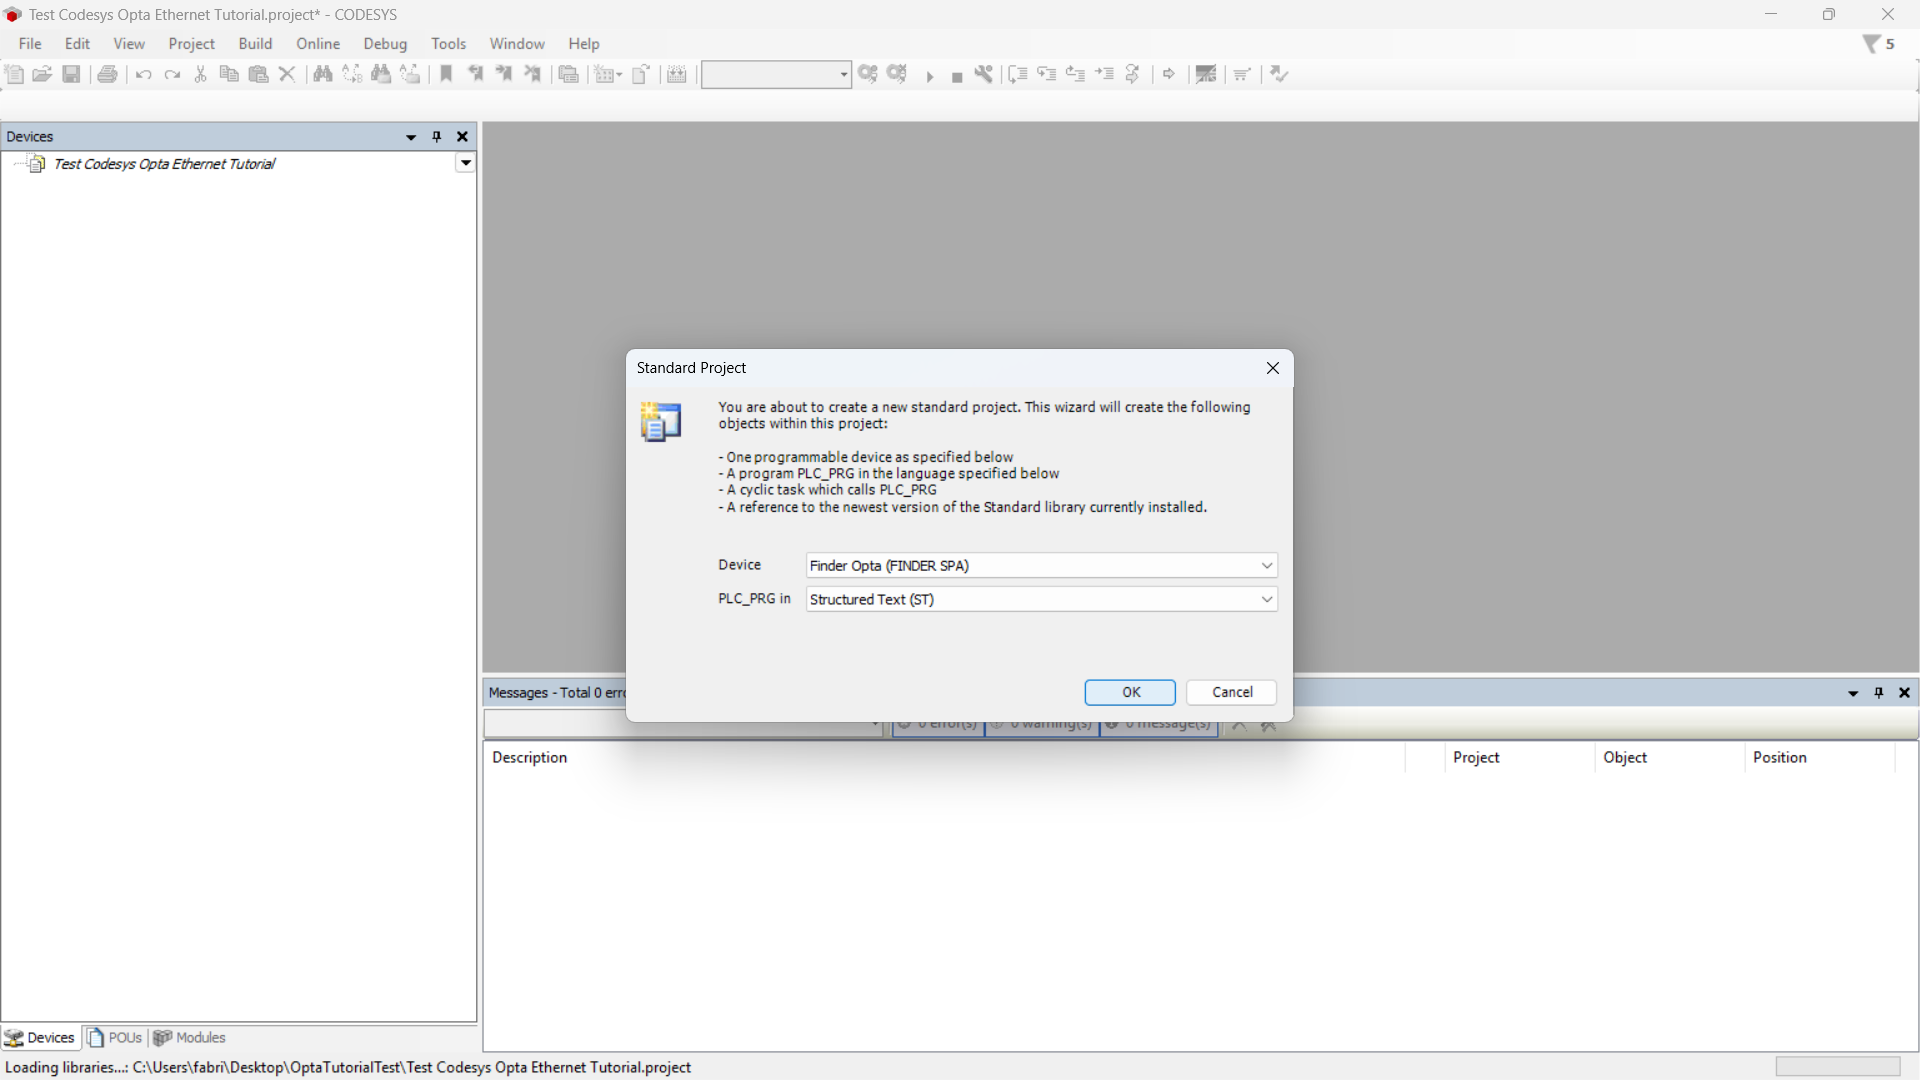 Test Codesys Opta Ethernet Tutorial.project* - CODESYS
File Edit View Project Build Online Debug Tools Window Help
5
Devices
Test Codesys Opta Ethernet Tutorial
Standard Project
You are about to create a new standard project. This wizard will create the following
objects within this project:
- One programmable device as specified below
- A program PLC_PRG in the language specified below
- A cyclic task which calls PLC_PRG
- A reference to the newest version of the Standard library currently installed.
Device Finder Opta (FINDER SPA)
PLC_PRG in Structured Text (ST)
OK Cancel
Messages - Total 0
0 error(s) 0 warning(s) 0 message(s)
Description Project Object Position
Devices POUs Modules
Loading libraries...: C:\Users\fabri\Desktop\OptaTutorialTest\Test Codesys Opta Ethernet Tutorial.project